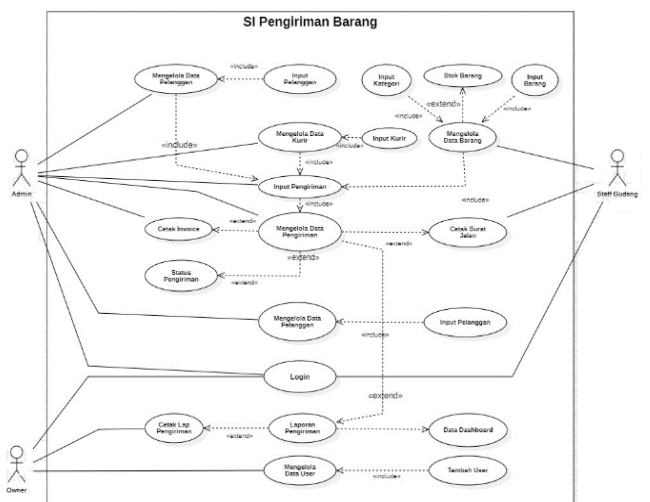 SI Pengiriman Barang
«include»
Mengelola Data
Pelanggan
Input
Pelanggan
Input
Kategori
Stok Barang
Input
Barang
«extend»
«include»
«include»
Mengelola Data
Kurir
Input Kurir
Mengelola
Data Barang
«include»
«include»
«include»
Admin
Staff Gudang
Input Pengiriman
«include»
«include»
Cetak Invoice
«extend»
Mengelola Data
Pengiriman
«extend»
Cetak Surat
Jalan
«extend»
Status
Pengiriman
«extend»
Mengelola Data
Pelanggan
Input Pelanggan
«include»
Login
«extend»
Cetak Lap
Pengiriman
«extend»
Laporan
Pengiriman
Data Dashboard
Mengelola
Data User
«include»
Tambah User
Owner